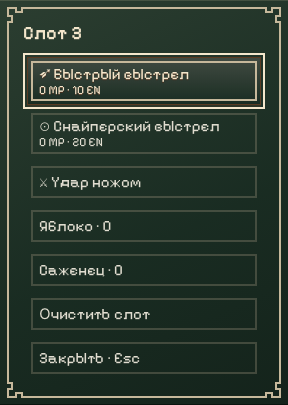 Слот 3
Быстрый выстрел
0 MP · 10 EN
Снайперский выстрел
0 MP · 20 EN
Удар ножом
Яблоко · 0
Саженец · 0
Очистить слот
Закрыть · Esc